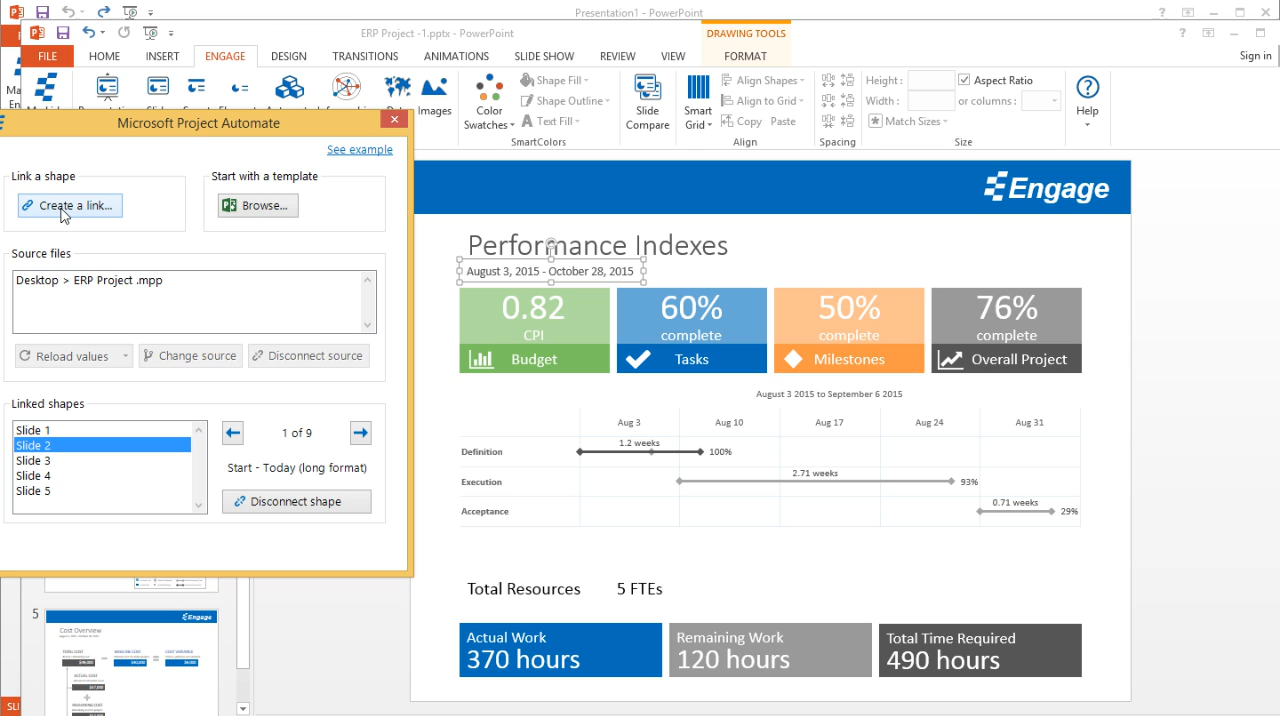 Presentation1 - PowerPoint
ERP Project -1.pptx - PowerPoint
DRAWING TOOLS
FILE HOME INSERT ENGAGE DESIGN TRANSITIONS ANIMATIONS SLIDE SHOW REVIEW VIEW FORMAT
Sign in
Images
Color
Swatches
Shape Fill
Shape Outline
Text Fill
SmartColors
Slide
Compare
Smart
Grid
Align Shapes
Align to Grid
Copy Paste
Align
Spacing
Height:
Width:
Aspect Ratio
or columns:
Match Sizes
Size
Help
Microsoft Project Automate
See example
Link a shape
Create a link...
Start with a template
Browse...
Source files
Desktop > ERP Project .mpp
Reload values
Change source
Disconnect source
Linked shapes
Slide 1
Slide 2
Slide 3
Slide 4
Slide 5
1 of 9
Start - Today (long format)
Disconnect shape
5
Engage
Cost Overview
SLI
Engage
Performance Indexes
August 3, 2015 - October 28, 2015
0.82
CPI
Budget
60%
complete
Tasks
50%
complete
Milestones
76%
complete
Overall Project
August 3 2015 to September 6 2015
Aug 3 Aug 10 Aug 17 Aug 24 Aug 31
Definition 1.2 weeks 100%
Execution 2.71 weeks 93%
Acceptance 0.71 weeks 29%
Total Resources 5 FTEs
Actual Work
370 hours
Remaining Work
120 hours
Total Time Required
490 hours